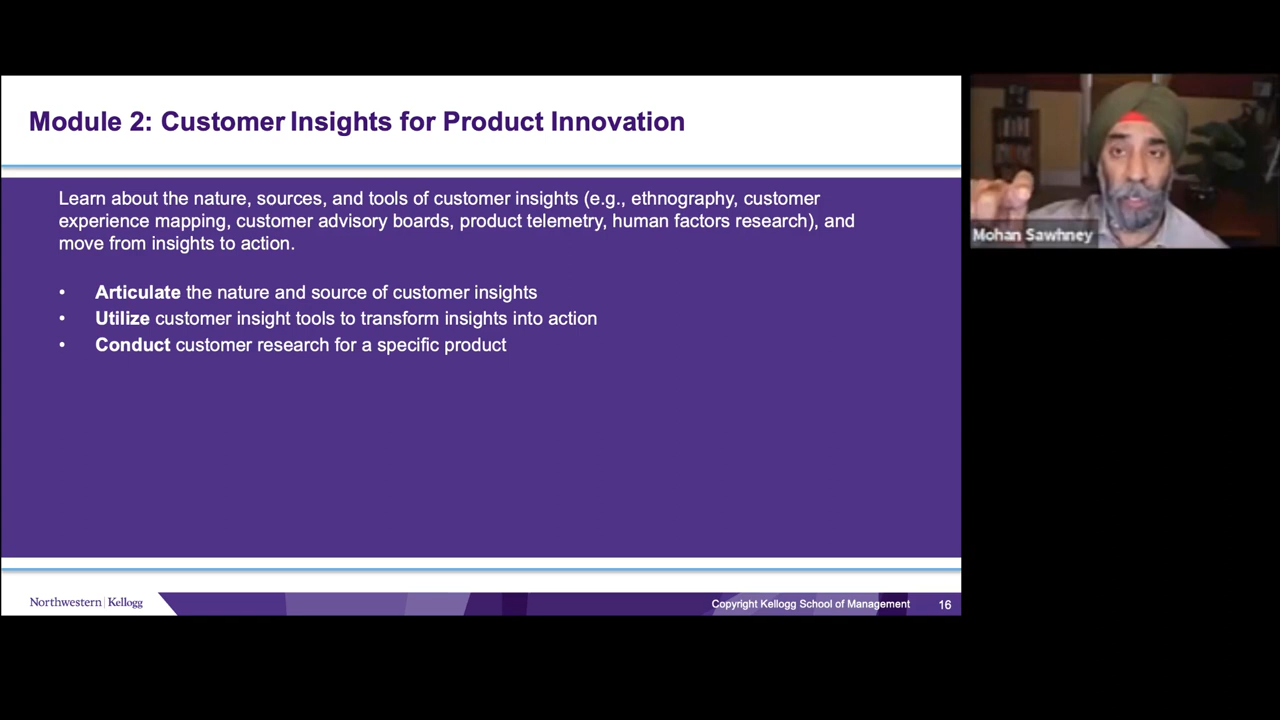 Module 2: Customer Insights for Product Innovation
Learn about the nature, sources, and tools of customer insights (e.g., ethnography, customer
experience mapping, customer advisory boards, product telemetry, human factors research), and
move from insights to action.
• Articulate the nature and source of customer insights
• Utilize customer insight tools to transform insights into action
• Conduct customer research for a specific product
Mohan Sawhney
Northwestern | Kellogg
Copyright Kellogg School of Management 16